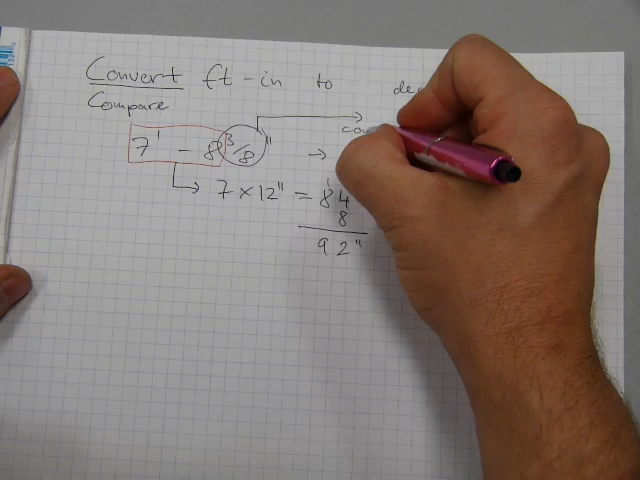 Convert ft-in to
Compare
7' - 8 3/8" →
7 × 12" = 84
8
92"